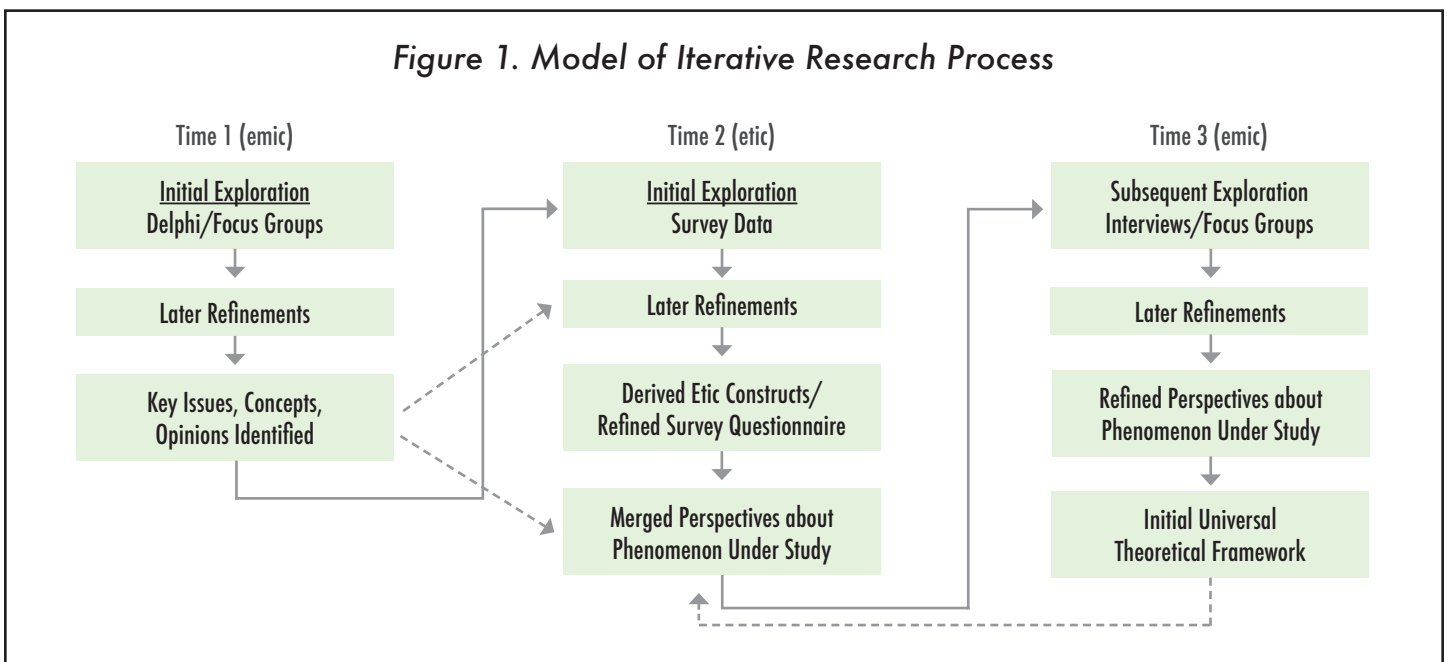 Figure 1. Model of Iterative Research Process
Time 1 (emic)
Initial Exploration
Delphi/Focus Groups
Later Refinements
Key Issues, Concepts,
Opinions Identified
Time 2 (etic)
Initial Exploration
Survey Data
Later Refinements
Derived Etic Constructs/
Refined Survey Questionnaire
Merged Perspectives about
Phenomenon Under Study
Time 3 (emic)
Subsequent Exploration
Interviews/Focus Groups
Later Refinements
Refined Perspectives about
Phenomenon Under Study
Initial Universal
Theoretical Framework